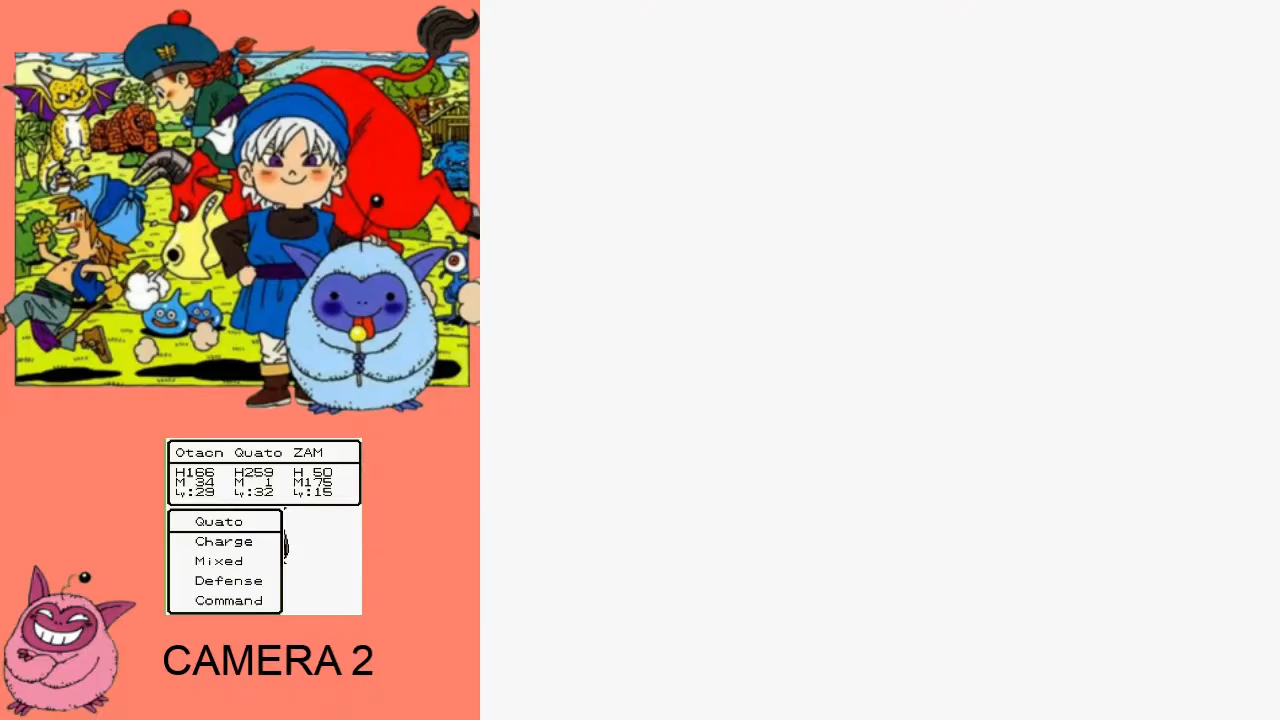 Otacn Quato ZAM
H166 H259 H 50
M 34 M 1 M175
Lv:29 Lv:32 Lv:15
Quato
Charge
Mixed
Defense
Command
CAMERA 2